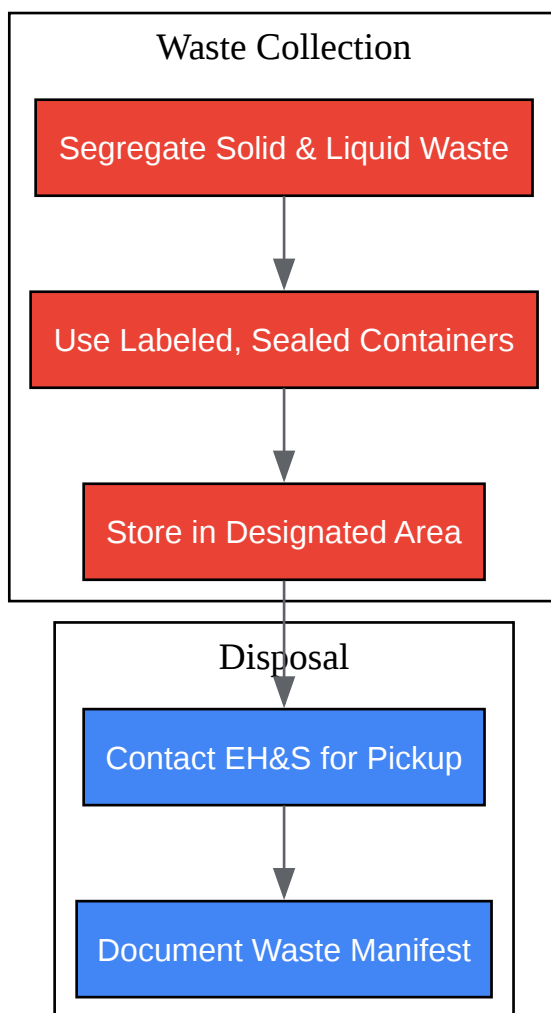 Waste Collection
Segregate Solid & Liquid Waste
Use Labeled, Sealed Containers
Store in Designated Area
Disposal
Contact EH&S for Pickup
Document Waste Manifest